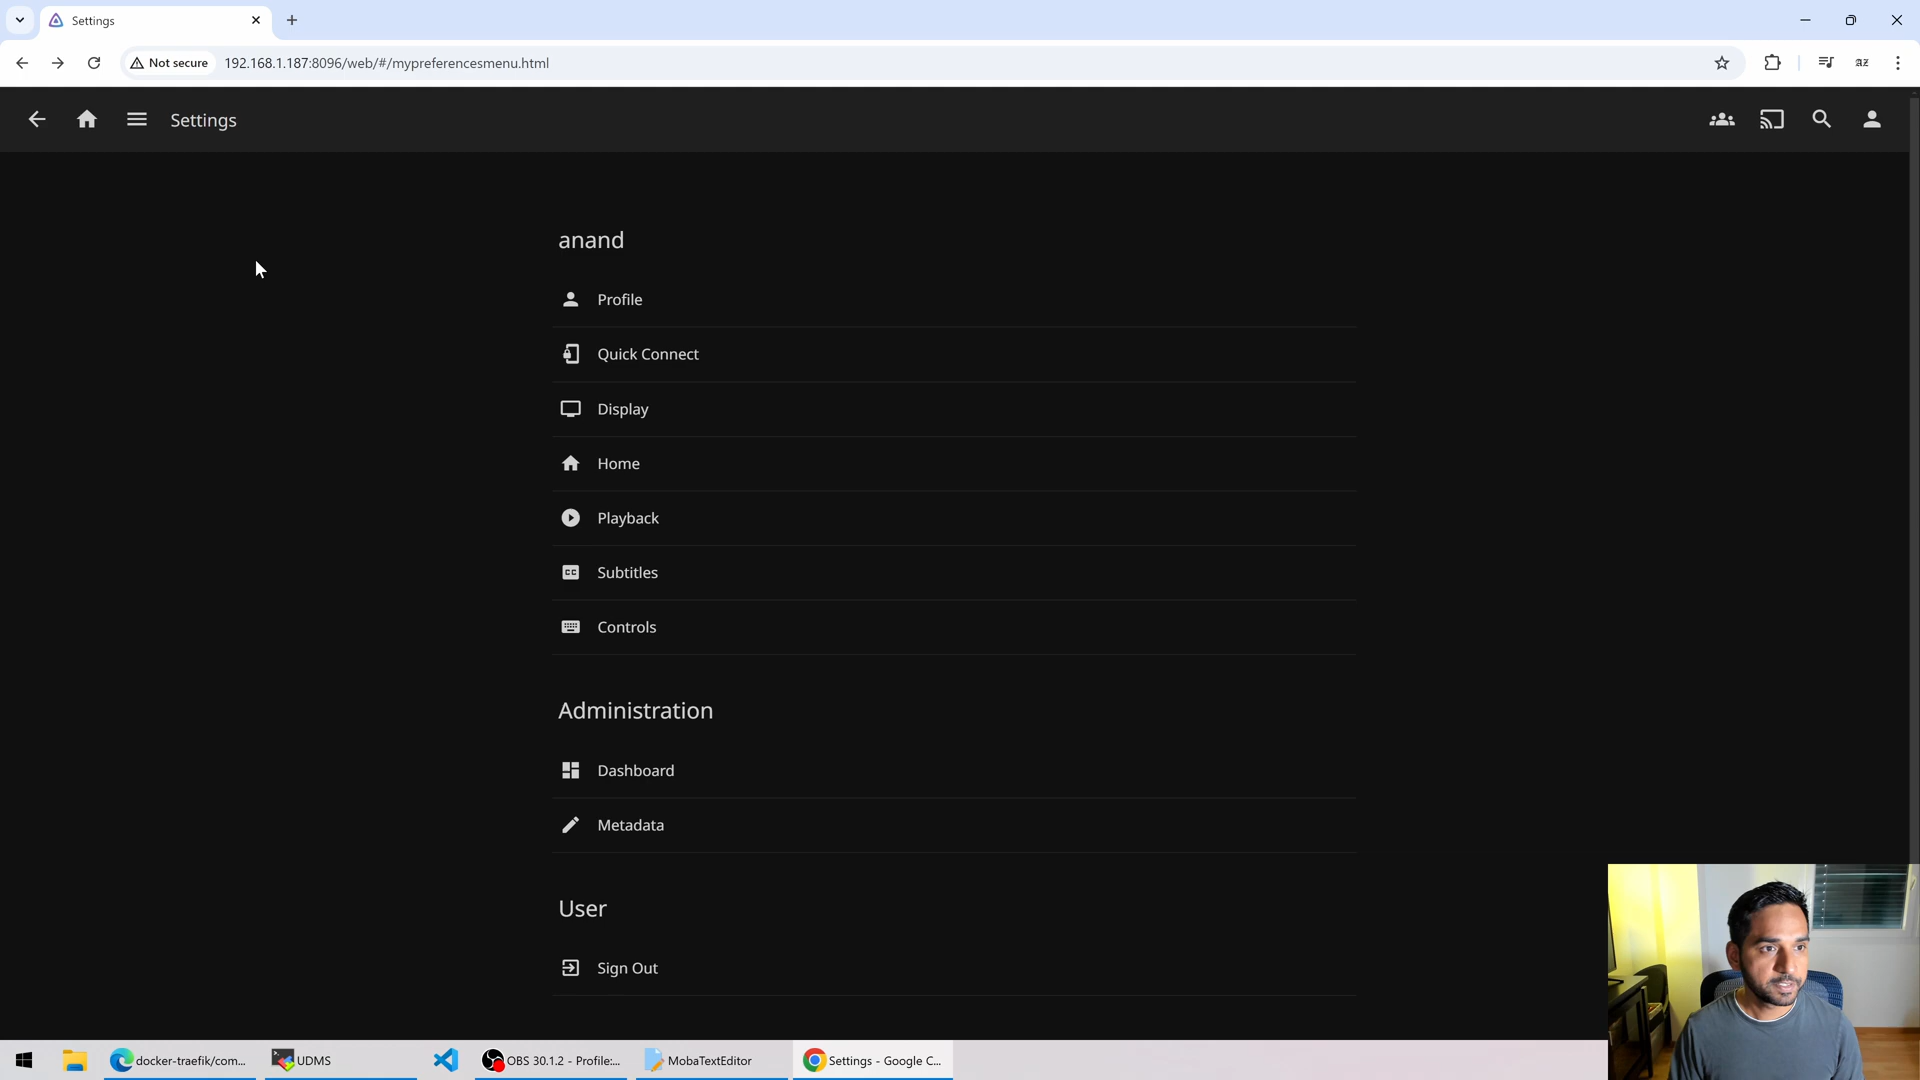 Settings
Not secure
192.168.1.187:8096/web/#/mypreferencesmenu.html
Settings
anand
Profile
Quick Connect
Display
Home
Playback
CC
Subtitles
Controls
Administration
Dashboard
Metadata
User
Sign Out
docker-traefik/com...
UDMS
OBS 30.1.2 - Profile:...
MobaTextEditor
Settings - Google C...